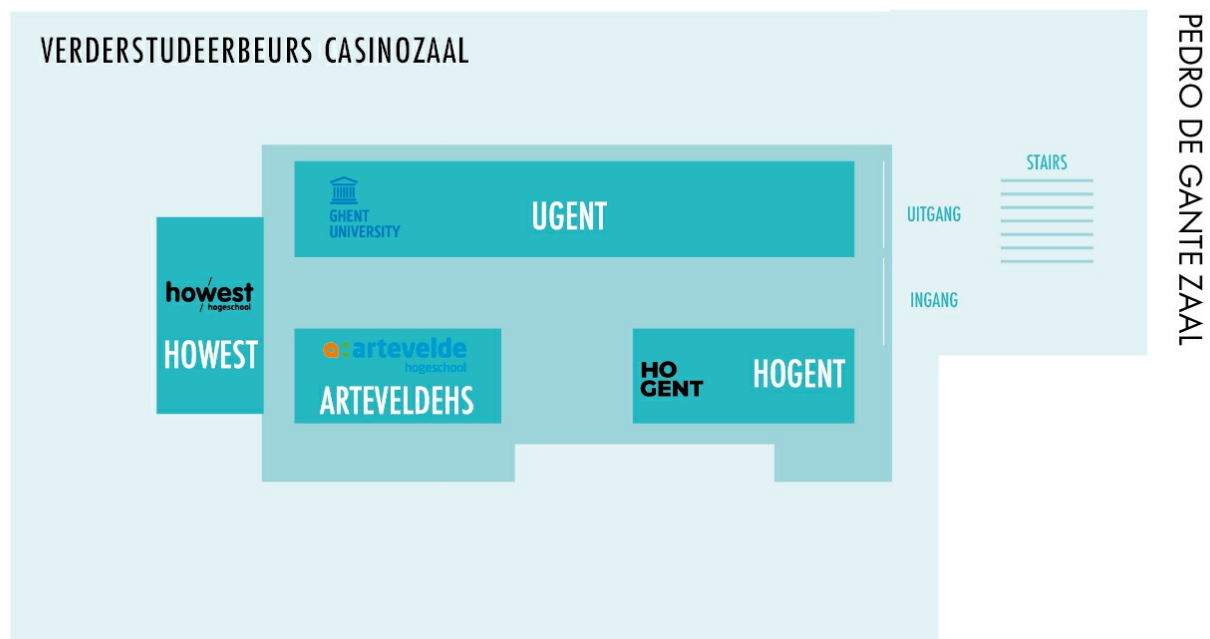 VERDERSTUDEERBEURS CASINOZAAL
PEDRO DE GANTE ZAAL
STAIRS
GHENT
UNIVERSITY
UGENT
UITGANG
howest
hogeschool
HOWEST
INGANG
a:artevelde
hogeschool
ARTEVELDEHS
HO
GENT
HOGENT